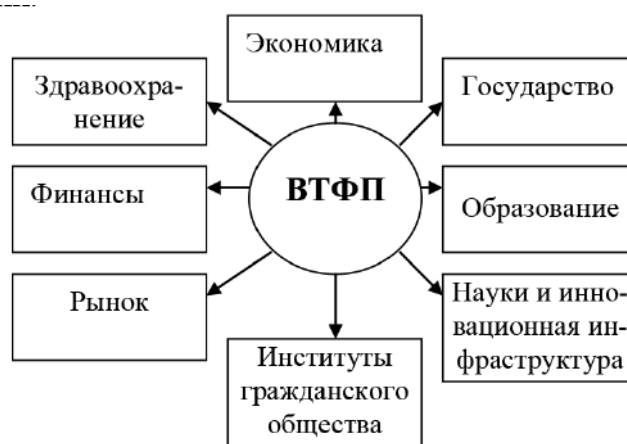 Экономика
Здравоохра-
нение
Государство
ВТФП
Финансы
Образование
Рынок
Науки и инно-
вационная ин-
фраструктура
Институты
гражданского
общества